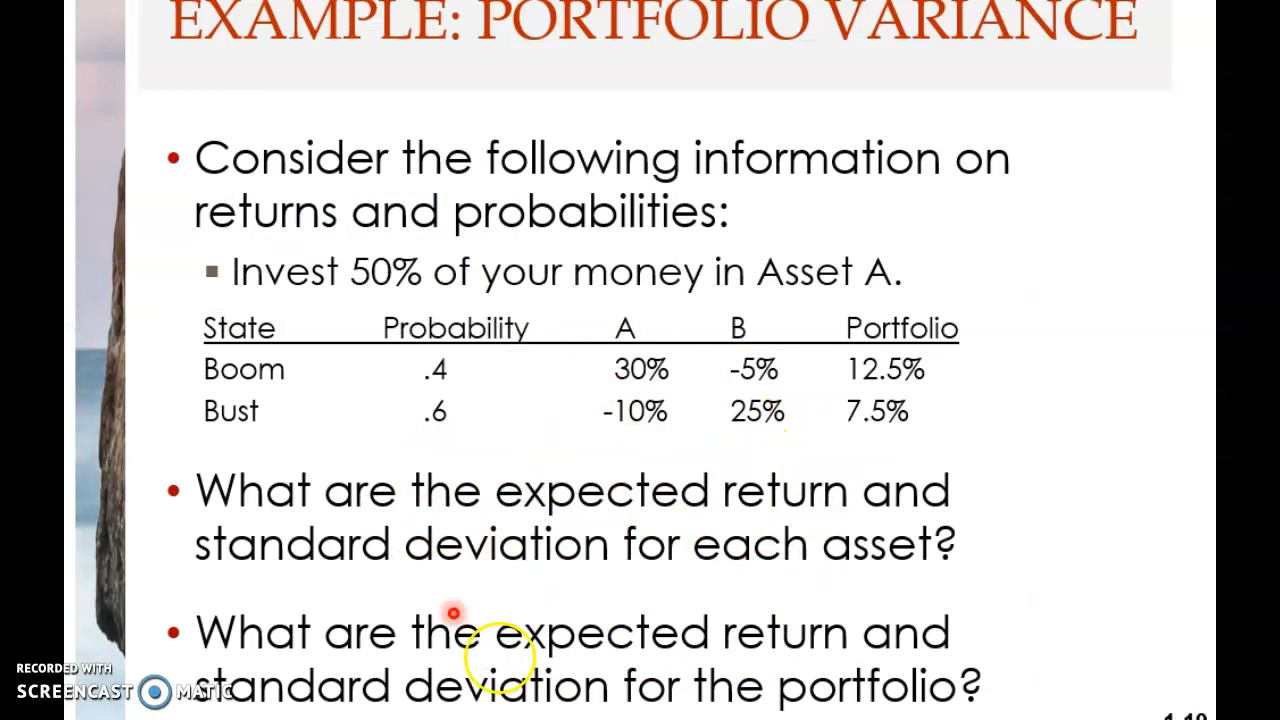 EXAMPLE: PORTFOLIO VARIANCE
• Consider the following information on
returns and probabilities:
▪ Invest 50% of your money in Asset A.
State Probability A B Portfolio
Boom .4 30% -5% 12.5%
Bust .6 -10% 25% 7.5%
• What are the expected return and
standard deviation for each asset?
• What are the expected return and
standard deviation for the portfolio?
RECORDED WITH
SCREENCAST MATIC
1-10